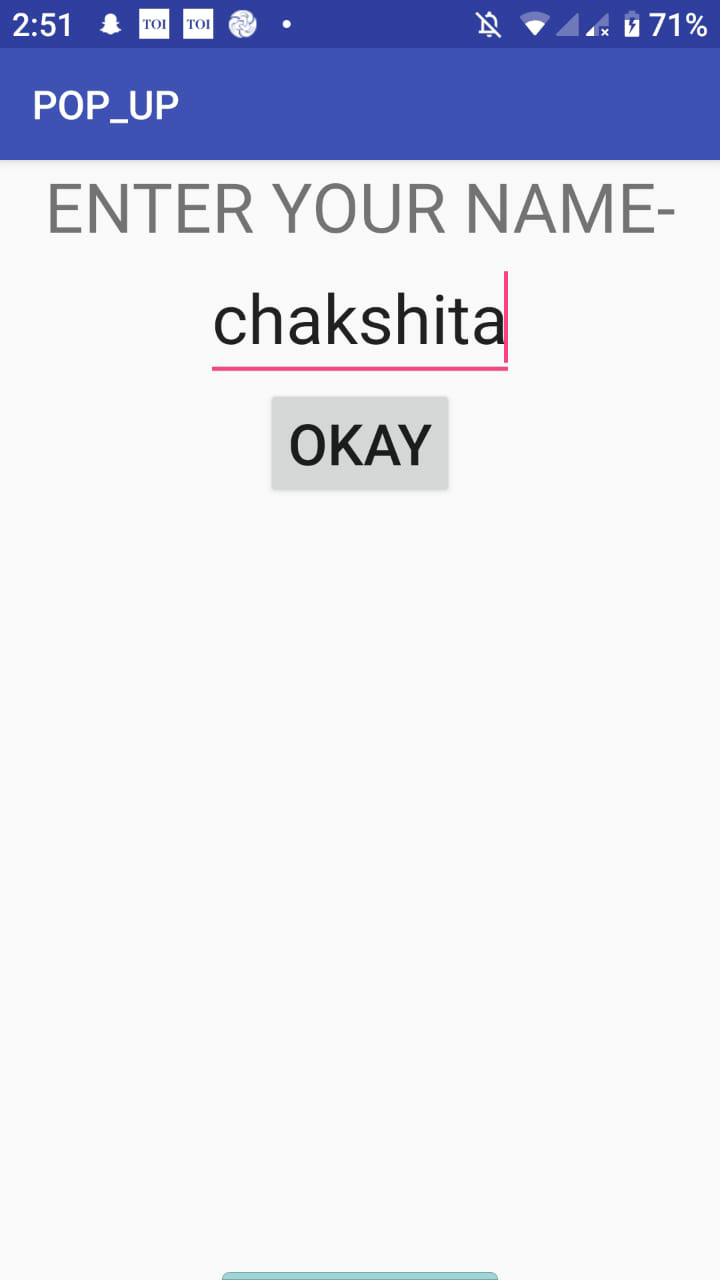 2:51 TOI TOI 71%
POP_UP
ENTER YOUR NAME-
chakshita
OKAY